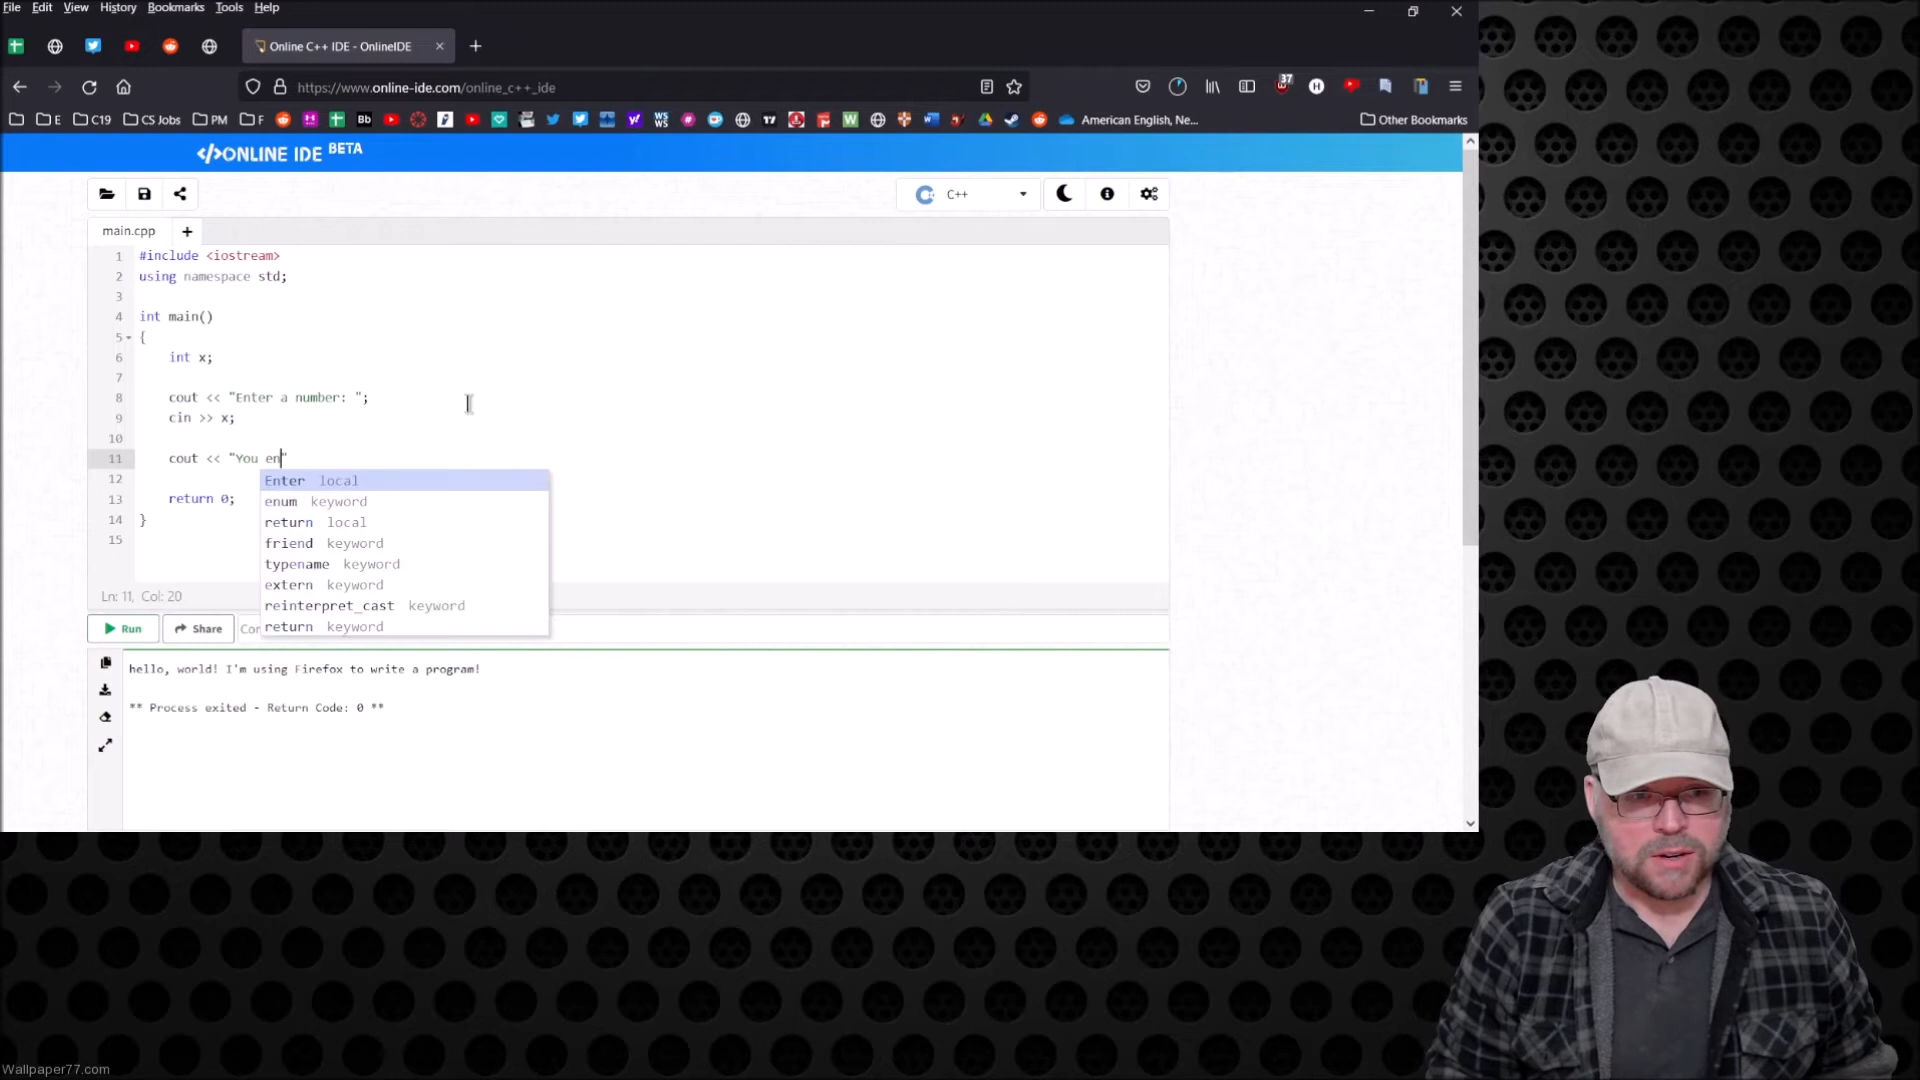 File Edit View History Bookmarks Tools Help
Online C++ IDE - OnlineIDE
https://www.online-ide.com/online_c++_ide
37
E C19 CS Jobs PM F Bb American English, Ne... Other Bookmarks
</>ONLINE IDE BETA
C++
main.cpp +
1 #include <iostream>
2 using namespace std;
3
4 int main()
5 {
6 int x;
7
8 cout << "Enter a number: ";
9 cin >> x;
10
11 cout << "You en"
12
13 return 0;
14 }
15
Enter local
enum keyword
return local
friend keyword
typename keyword
extern keyword
reinterpret_cast keyword
return keyword
Ln: 11, Col: 20
Run Share
hello, world! I'm using Firefox to write a program!
** Process exited - Return Code: 0 **
Wallpaper77.com